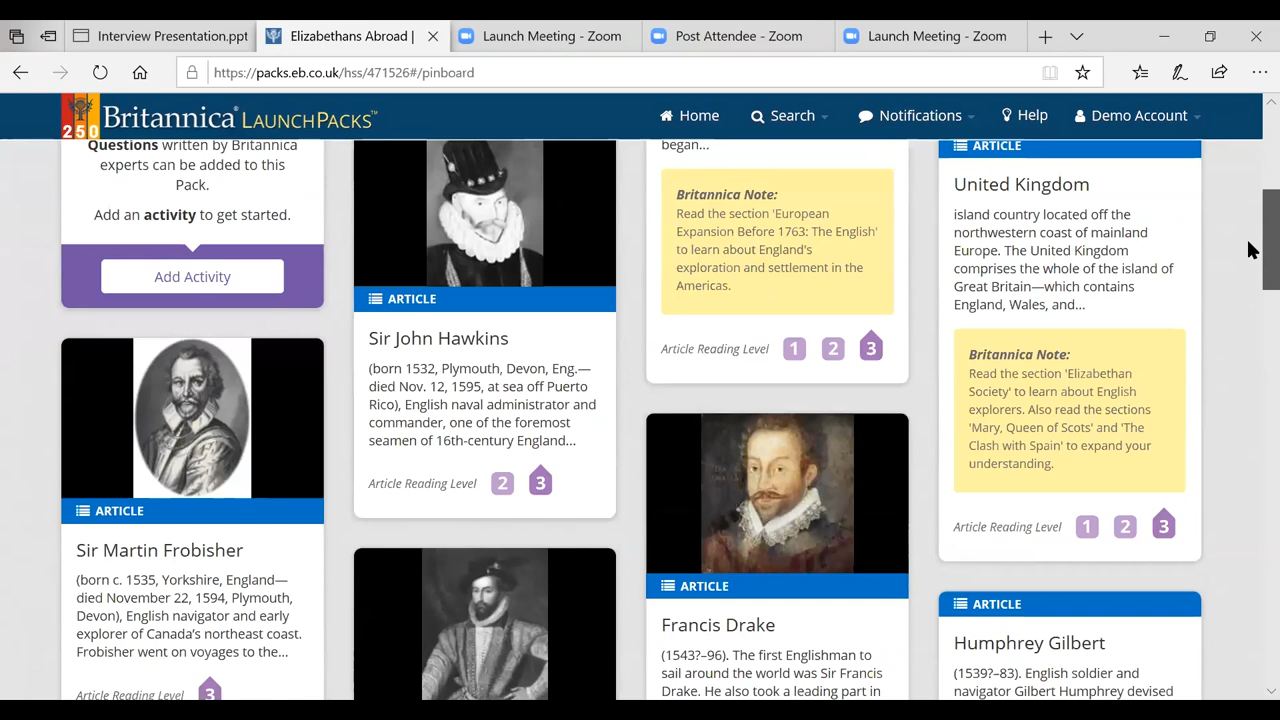 Interview Presentation.ppt
Elizabethans Abroad |
Launch Meeting - Zoom
Post Attendee - Zoom
Launch Meeting - Zoom
https://packs.eb.co.uk/hss/471526#/pinboard
250
Britannica® LAUNCHPACKS™
Home
Search
Notifications
Help
Demo Account
Questions written by Britannica
experts can be added to this
Pack.
Add an activity to get started.
Add Activity
ARTICLE
Sir Martin Frobisher
(born c. 1535, Yorkshire, England—
died November 22, 1594, Plymouth,
Devon), English navigator and early
explorer of Canada's northeast coast.
Frobisher went on voyages to the...
Article Reading Level 3
ARTICLE
Sir John Hawkins
(born 1532, Plymouth, Devon, Eng.—
died Nov. 12, 1595, at sea off Puerto
Rico), English naval administrator and
commander, one of the foremost
seamen of 16th-century England...
Article Reading Level 2 3
began...
Britannica Note:
Read the section 'European
Expansion Before 1763: The English'
to learn about England's
exploration and settlement in the
Americas.
Article Reading Level 1 2 3
ARTICLE
Francis Drake
(1543?–96). The first Englishman to
sail around the world was Sir Francis
Drake. He also took a leading part in
ARTICLE
United Kingdom
island country located off the
northwestern coast of mainland
Europe. The United Kingdom
comprises the whole of the island of
Great Britain—which contains
England, Wales, and...
Britannica Note:
Read the section 'Elizabethan
Society' to learn about English
explorers. Also read the sections
'Mary, Queen of Scots' and 'The
Clash with Spain' to expand your
understanding.
Article Reading Level 1 2 3
ARTICLE
Humphrey Gilbert
(1539?–83). English soldier and
navigator Gilbert Humphrey devised